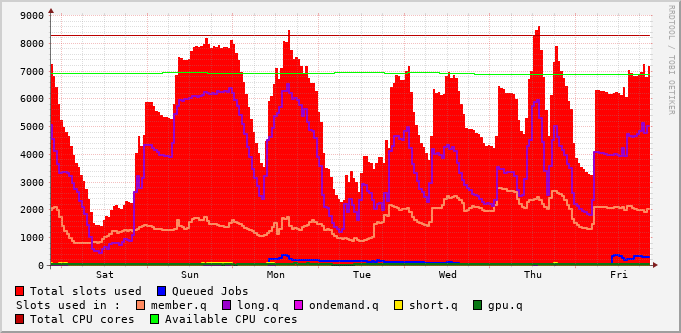 9000
8000
7000
6000
5000
4000
3000
2000
1000
0
Sat Sun Mon Tue Wed Thu Fri
RRDTOOL / TOBI OETIKER
Total slots used Queued Jobs
Slots used in : member.q long.q ondemand.q short.q gpu.q
Total CPU cores Available CPU cores